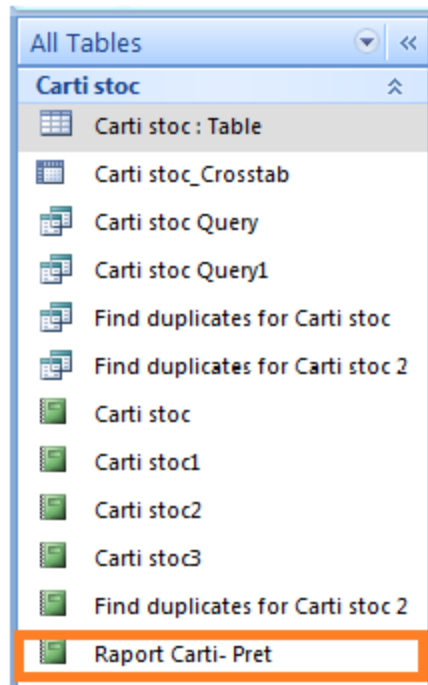 All Tables
Carti stoc
Carti stoc : Table
Carti stoc_Crosstab
Carti stoc Query
Carti stoc Query1
Find duplicates for Carti stoc
Find duplicates for Carti stoc 2
Carti stoc
Carti stoc1
Carti stoc2
Carti stoc3
Find duplicates for Carti stoc 2
Raport Carti- Pret